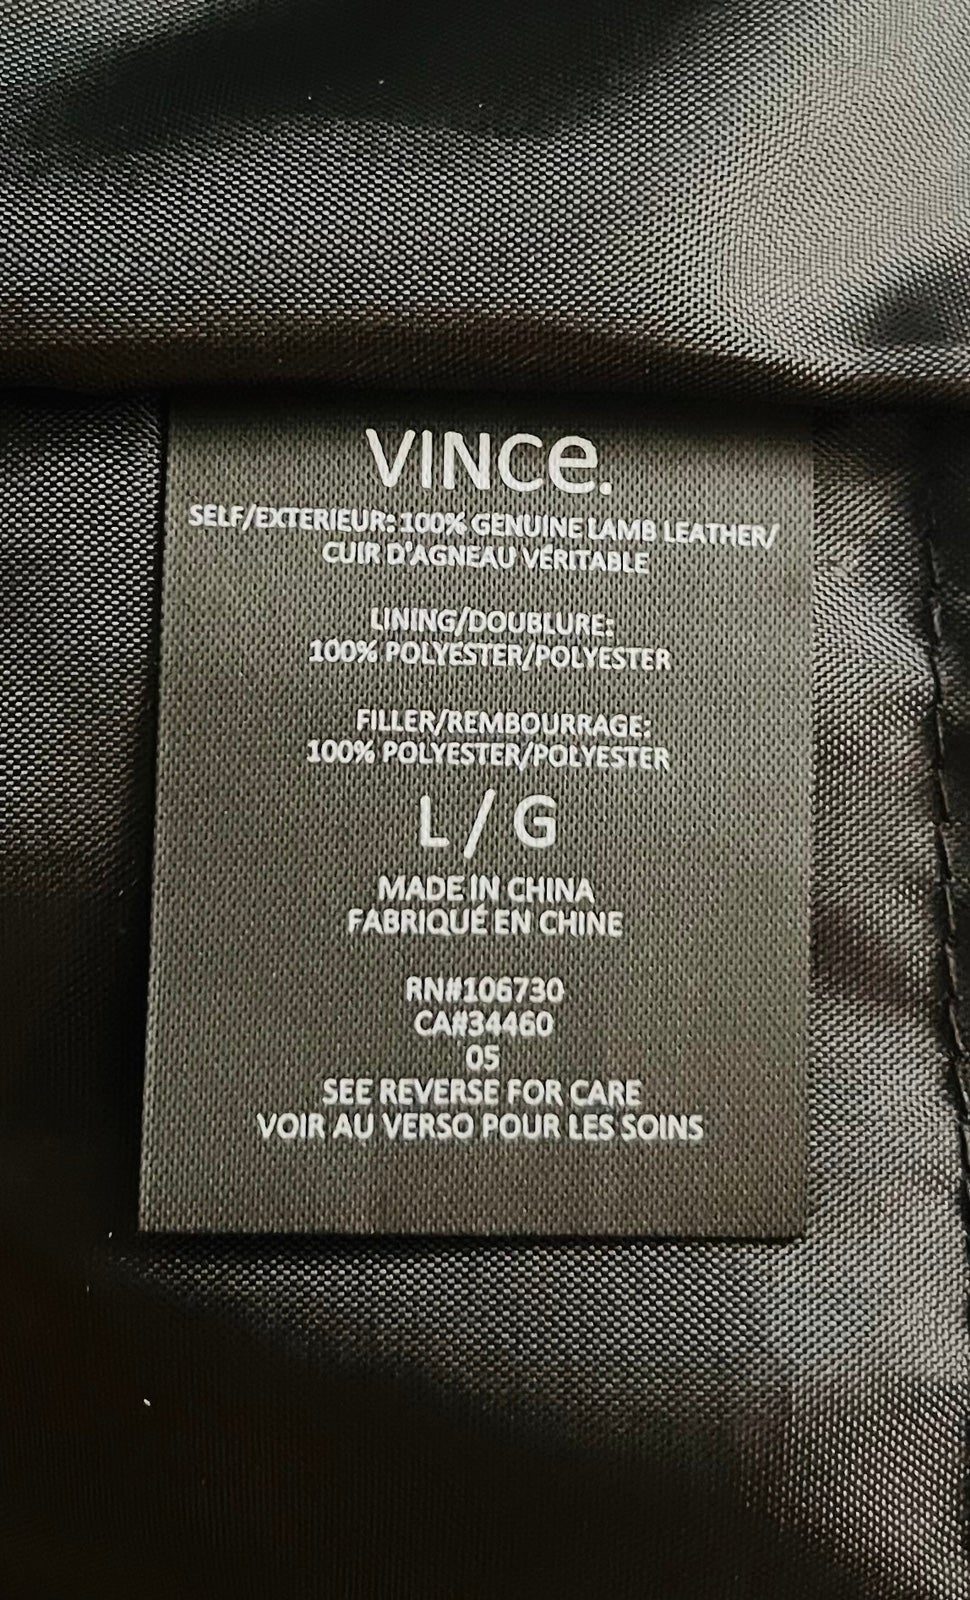 VINCe.
SELF/EXTERIEUR: 100% GENUINE LAMB LEATHER/
CUIR D'AGNEAU VÉRITABLE
LINING/DOUBLURE:
100% POLYESTER/POLYESTER
FILLER/REMBOURRAGE:
100% POLYESTER/POLYESTER
L / G
MADE IN CHINA
FABRIQUÉ EN CHINE
RN#106730
CA#34460
05
SEE REVERSE FOR CARE
VOIR AU VERSO POUR LES SOINS